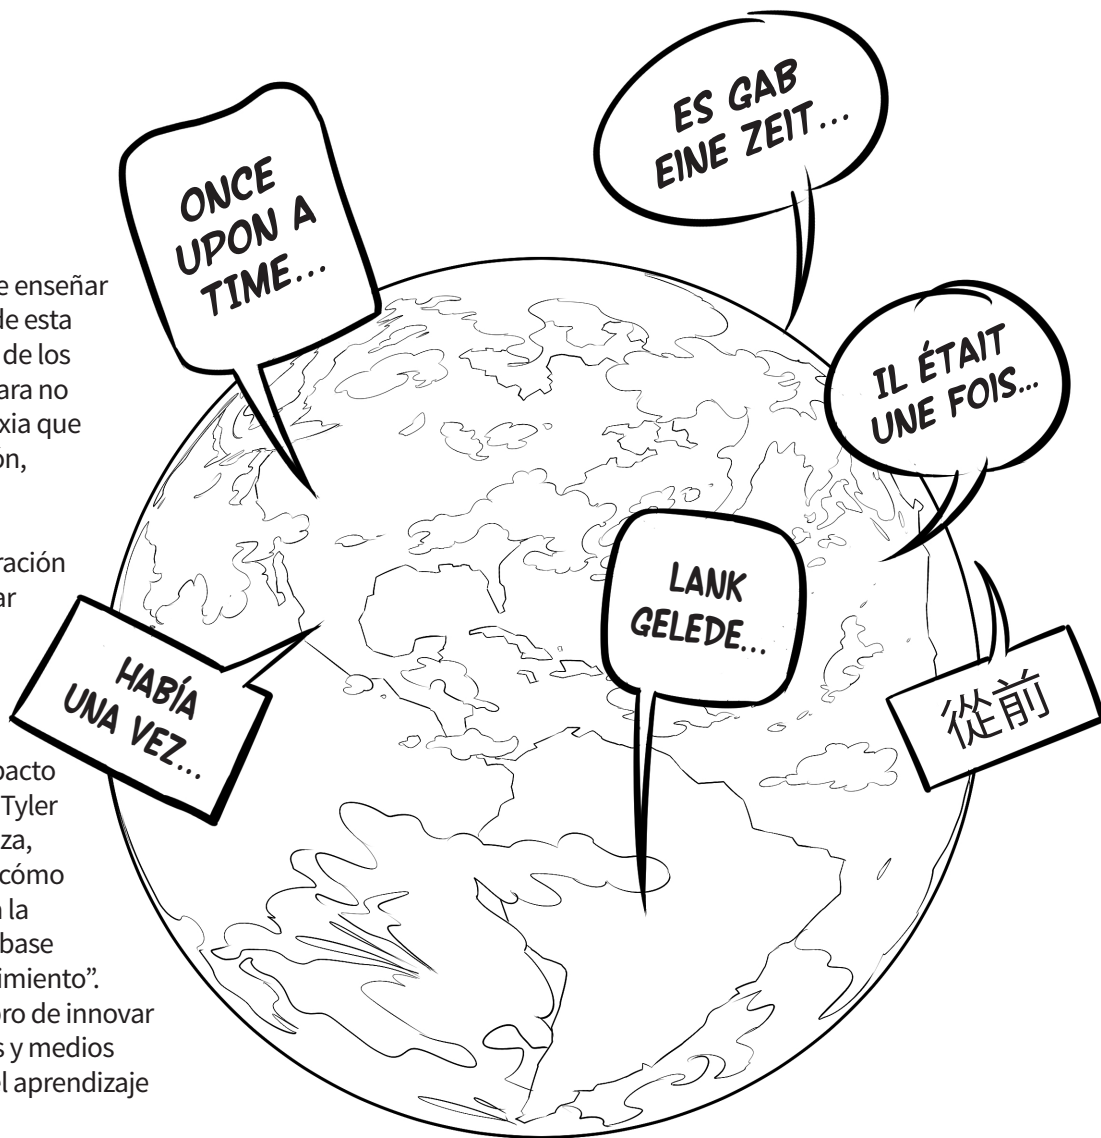 e enseñar
de esta
de los
ara no
xia que
ón,
ración
ar
pacto
Tyler
za,
cómo
la
base
imiento”.
pro de innovar
s y medios
el aprendizaje
ONCE
UPON A
TIME...
ES GAB
EINE ZEIT...
IL ÉTAIT
UNE FOIS...
LANK
GELEDE...
HABÍA
UNA VEZ...
從前